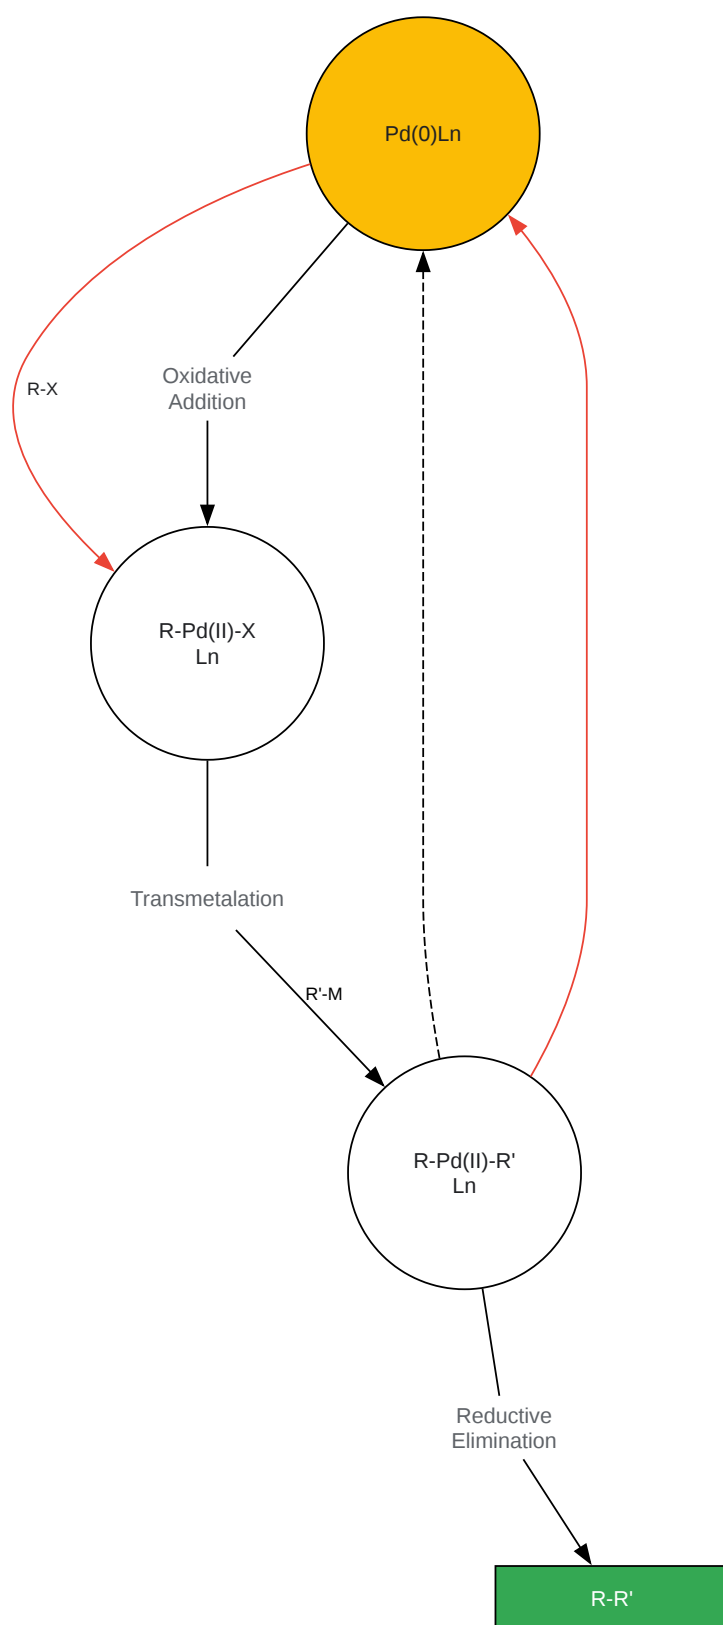 Pd(0)Ln
R-X
Oxidative
Addition
R-Pd(II)-X
Ln
Transmetalation
R'-M
R-Pd(II)-R'
Ln
Reductive
Elimination
R-R'